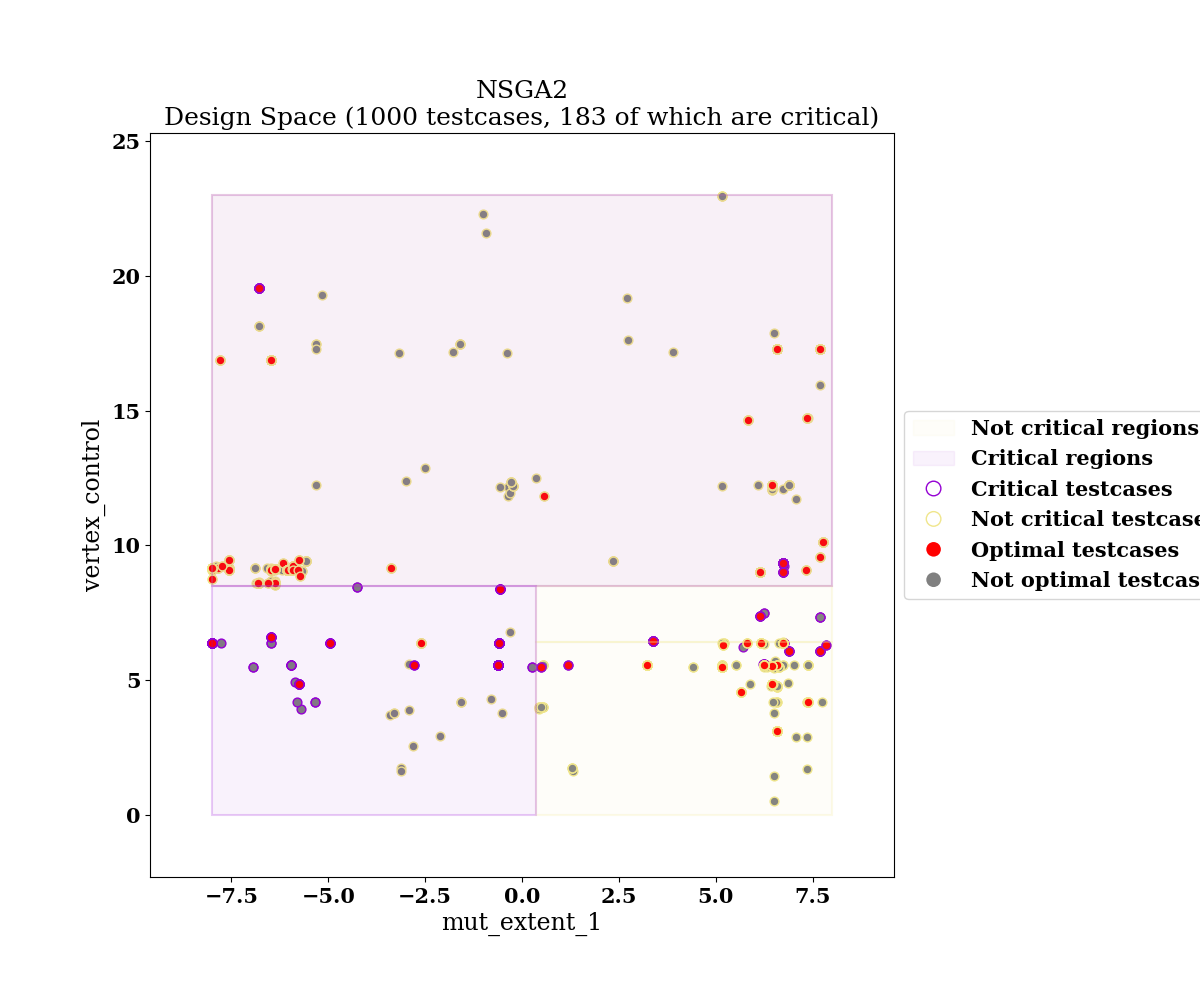 NSGA2
Design Space (1000 testcases, 183 of which are critical)
25
20
15
10
5
0
vertex_control
−7.5
−5.0
−2.5
0.0
2.5
5.0
7.5
mut_extent_1
Not critical regions
Critical regions
Critical testcases
Not critical testcase
Optimal testcases
Not optimal testcas